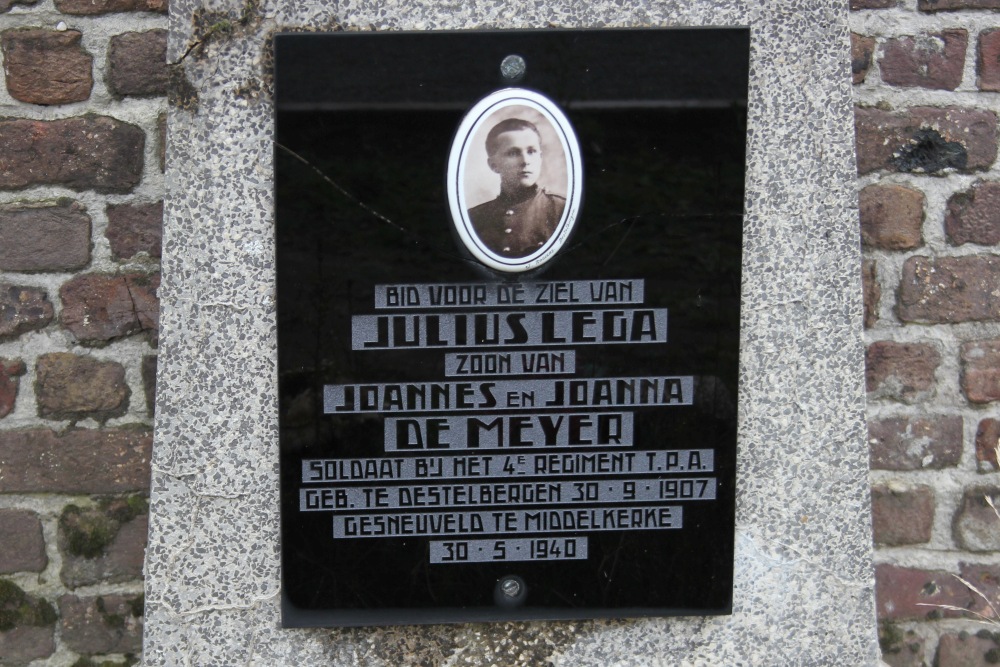 BID VOOR DE ZIEL VAN
JULIUS LEGA
ZOON VAN
JOANNES EN JOANNA
DE MEYER
SOLDAAT BIJ HET 4E REGIMENT T.P.A.
GEB. TE DESTELBERGEN 30-9-1907
GESNEUVELD TE MIDDELKERKE
30-5-1940